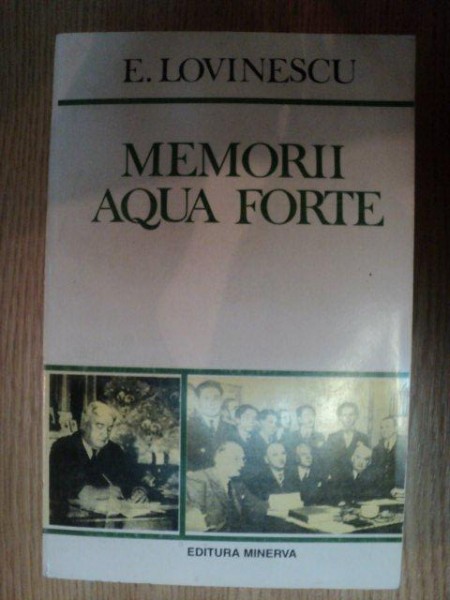 E. LOVINESCU
MEMORII
AQUA FORTE
EDITURA MINERVA